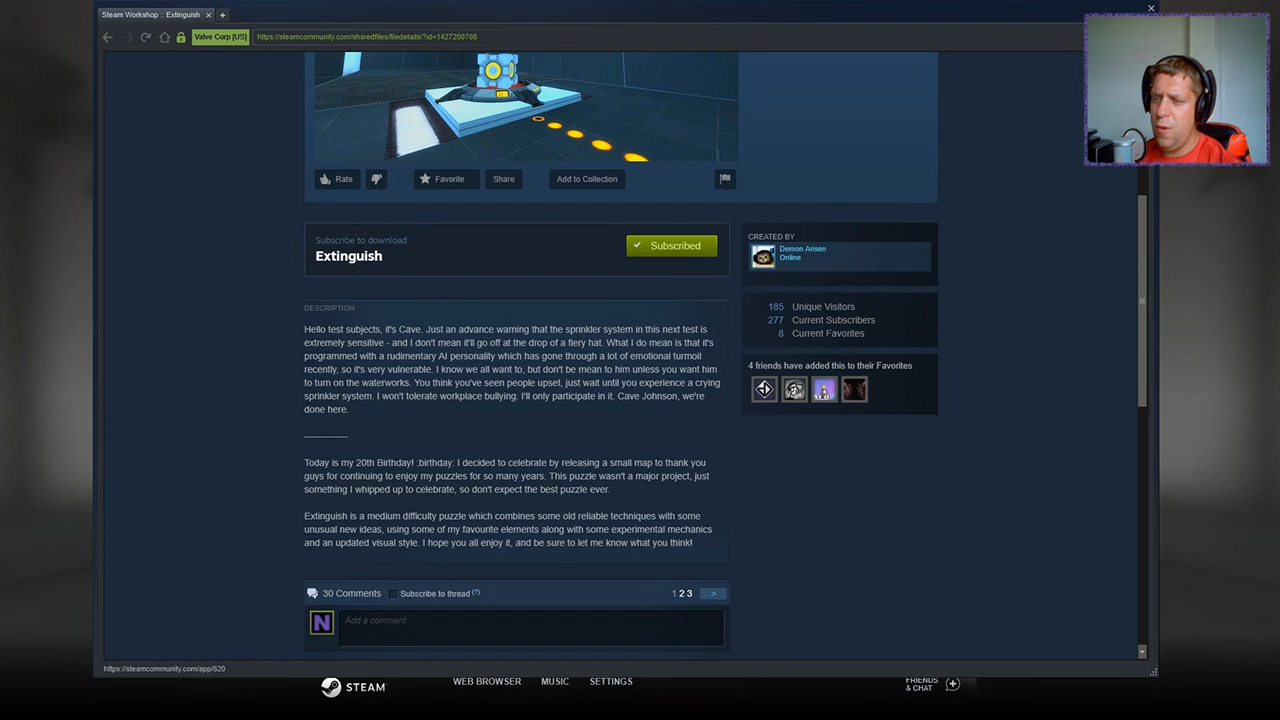 Steam Workshop :: Extinguish × +
Valve Corp [US] https://steamcommunity.com/sharedfiles/filedetails/?id=1427200708
Rate Favorite Share Add to Collection
Subscribe to download
Extinguish
Subscribed
CREATED BY
Demon Arisen
Online
185 Unique Visitors
277 Current Subscribers
8 Current Favorites
4 friends have added this to their Favorites
DESCRIPTION
Hello test subjects, it's Cave. Just an advance warning that the sprinkler system in this next test is
extremely sensitive - and I don't mean it'll go off at the drop of a fiery hat. What I do mean is that it's
programmed with a rudimentary AI personality which has gone through a lot of emotional turmoil
recently, so it's very vulnerable. I know we all want to, but don't be mean to him unless you want him
to turn on the waterworks. You think you've seen people upset, just wait until you experience a crying
sprinkler system. I won't tolerate workplace bullying. I'll only participate in it. Cave Johnson, we're
done here.
---------------
Today is my 20th Birthday! :birthday: I decided to celebrate by releasing a small map to thank you
guys for continuing to enjoy my puzzles for so many years. This puzzle wasn't a major project, just
something I whipped up to celebrate, so don't expect the best puzzle ever.
Extinguish is a medium difficulty puzzle which combines some old reliable techniques with some
unusual new ideas, using some of my favourite elements along with some experimental mechanics
and an updated visual style. I hope you all enjoy it, and be sure to let me know what you think!
30 Comments Subscribe to thread (?) 1 2 3 >
N
Add a comment
https://steamcommunity.com/app/620
STEAM WEB BROWSER MUSIC SETTINGS FRIENDS
& CHAT